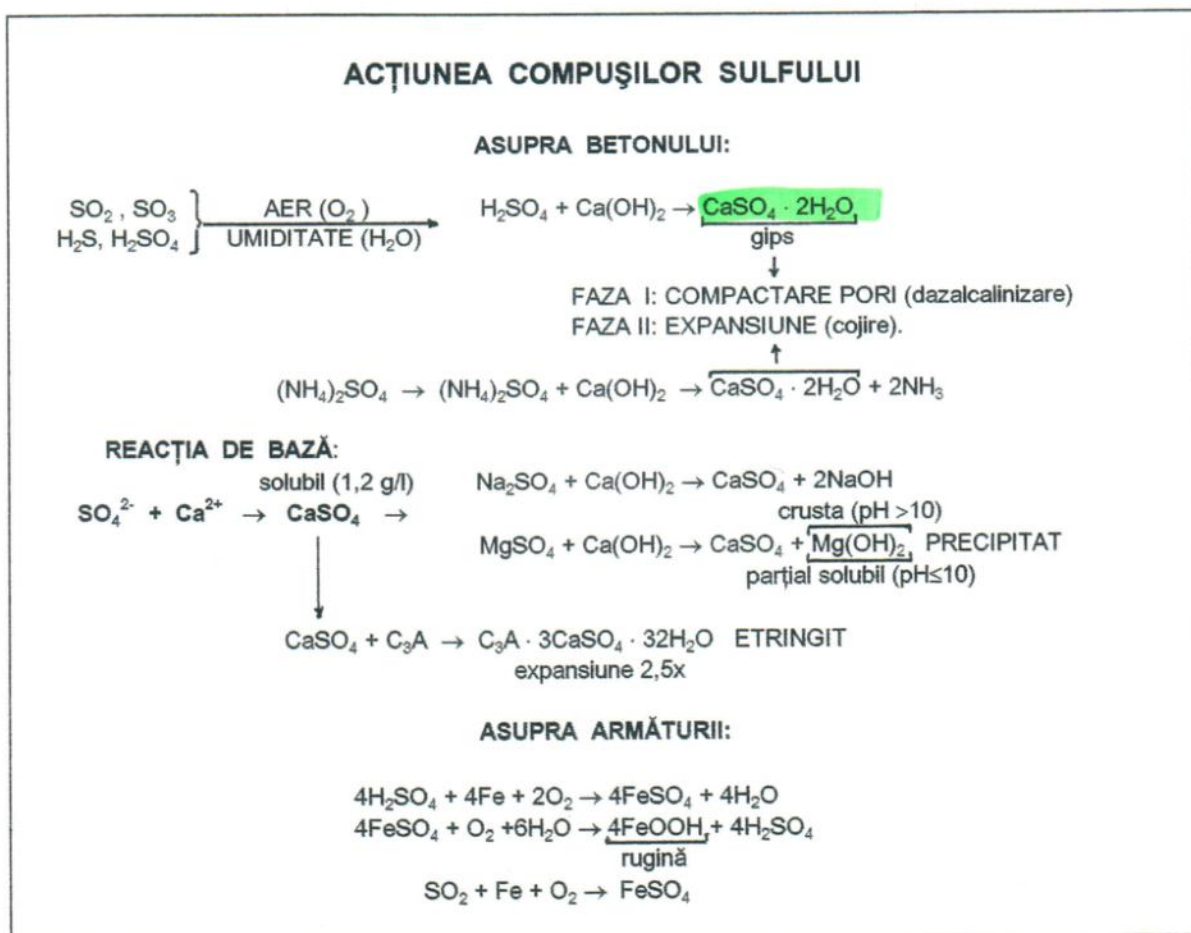 ACȚIUNEA COMPUȘILOR SULFULUI
ASUPRA BETONULUI:
SO₂ , SO₃
H₂S, H₂SO₄
AER (O₂ )
UMIDITATE (H₂O)
H₂SO₄ + Ca(OH)₂ → CaSO₄ · 2H₂O
gips
↓
FAZA I: COMPACTARE PORI (dazalcalinizare)
FAZA II: EXPANSIUNE (cojire).
↑
(NH₄)₂SO₄ → (NH₄)₂SO₄ + Ca(OH)₂ → CaSO₄ · 2H₂O + 2NH₃
REACȚIA DE BAZĂ:
solubil (1,2 g/l)
SO₄²⁻ + Ca²⁺ → CaSO₄ →
Na₂SO₄ + Ca(OH)₂ → CaSO₄ + 2NaOH
crusta (pH >10)
MgSO₄ + Ca(OH)₂ → CaSO₄ + Mg(OH)₂ PRECIPITAT
parțial solubil (pH≤10)
CaSO₄ + C₃A → C₃A · 3CaSO₄ · 32H₂O ETRINGIT
expansiune 2,5x
ASUPRA ARMĂTURII:
4H₂SO₄ + 4Fe + 2O₂ → 4FeSO₄ + 4H₂O
4FeSO₄ + O₂ +6H₂O → 4FeOOH + 4H₂SO₄
rugină
SO₂ + Fe + O₂ → FeSO₄